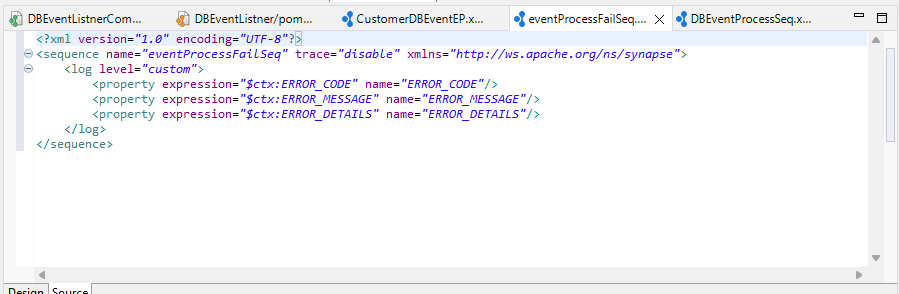 DBEventListnerCom...
DBEventListner/pom...
CustomerDBEventEP.x...
eventProcessFailSeq....
DBEventProcessSeq.x...
<?xml version="1.0" encoding="UTF-8"?>
<sequence name="eventProcessFailSeq" trace="disable" xmlns="http://ws.apache.org/ns/synapse">
    <log level="custom">
        <property expression="$ctx:ERROR_CODE" name="ERROR_CODE"/>
        <property expression="$ctx:ERROR_MESSAGE" name="ERROR_MESSAGE"/>
        <property expression="$ctx:ERROR_DETAILS" name="ERROR_DETAILS"/>
    </log>
</sequence>
Design Source